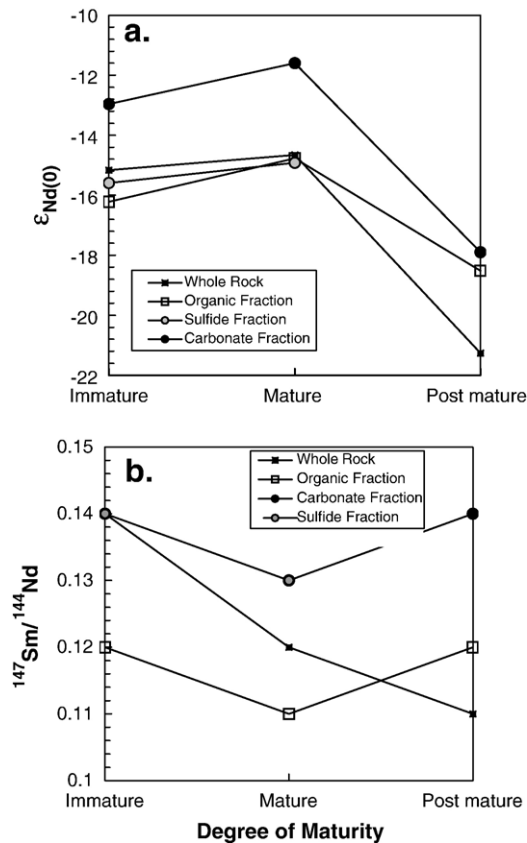 a.
-10
-12
-14
-16
-18
-20
-22
εNd(0)
Whole Rock
Organic Fraction
Sulfide Fraction
Carbonate Fraction
Immature
Mature
Post mature
b.
0.15
0.14
0.13
0.12
0.11
0.1
147Sm/144Nd
Whole Rock
Organic Fraction
Carbonate Fraction
Sulfide Fraction
Immature
Mature
Post mature
Degree of Maturity